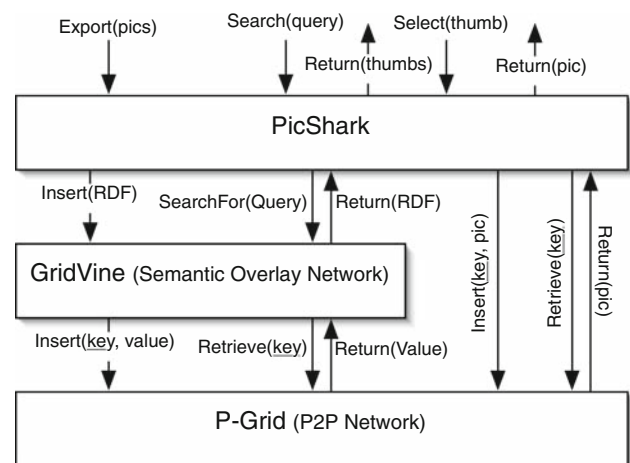 Export(pics)
Search(query)
Return(thumbs)
Select(thumb)
Return(pic)
PicShark
Insert(RDF)
SearchFor(Query)
Return(RDF)
Insert(key, pic)
Retrieve(key)
Return(pic)
GridVine (Semantic Overlay Network)
Insert(key, value)
Retrieve(key)
Return(Value)
P-Grid (P2P Network)